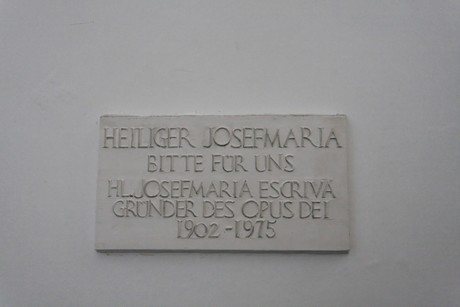 HEILIGER JOSEFMARIA
BITTE FÜR UNS
HL. JOSEFMARIA ESCRIVÁ
GRÜNDER DES OPUS DEI
1902-1975